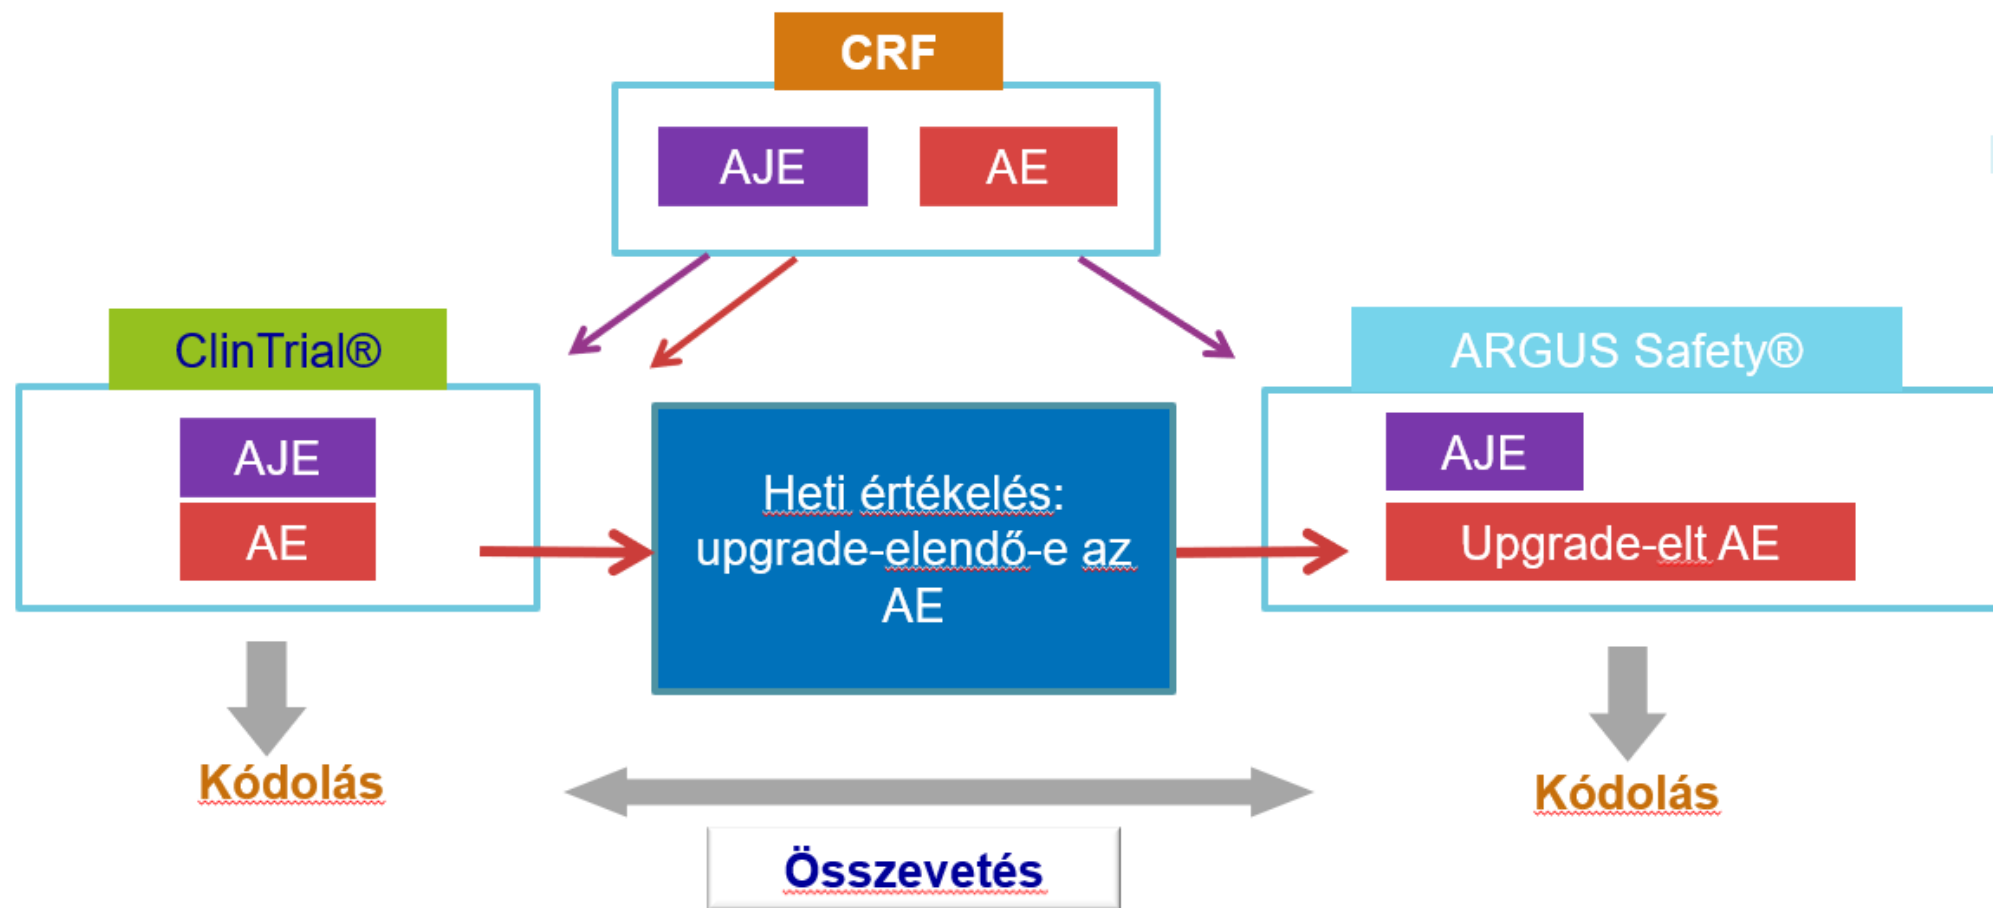 CRF
AJE
AE
ClinTrial®
AJE
AE
Heti értékelés:
upgrade-elendő-e az
AE
ARGUS Safety®
AJE
Upgrade-elt AE
Kódolás
Kódolás
Összevetés